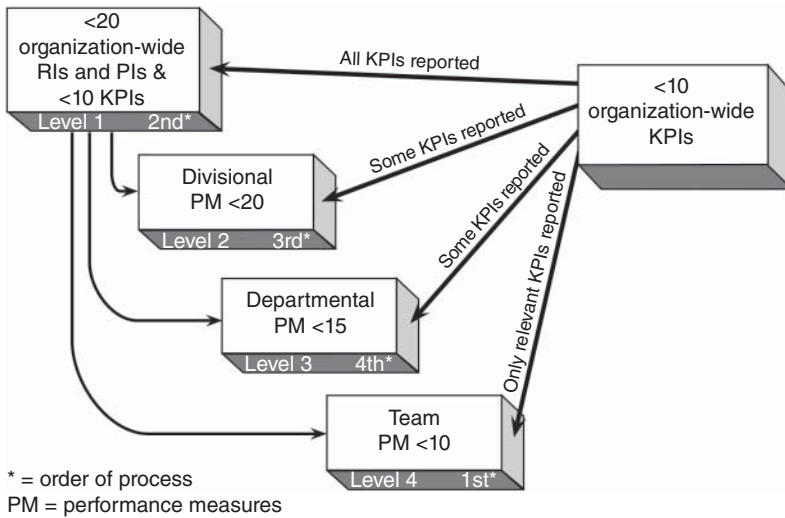 <20
organization-wide
RIs and PIs &
<10 KPIs
Level 1 2nd*
All KPIs reported
<10
organization-wide
KPIs
Some KPIs reported
Divisional
PM <20
Level 2 3rd*
Some KPIs reported
Departmental
PM <15
Level 3 4th*
Only relevant KPIs reported
Team
PM <10
Level 4 1st*
* = order of process
PM = performance measures